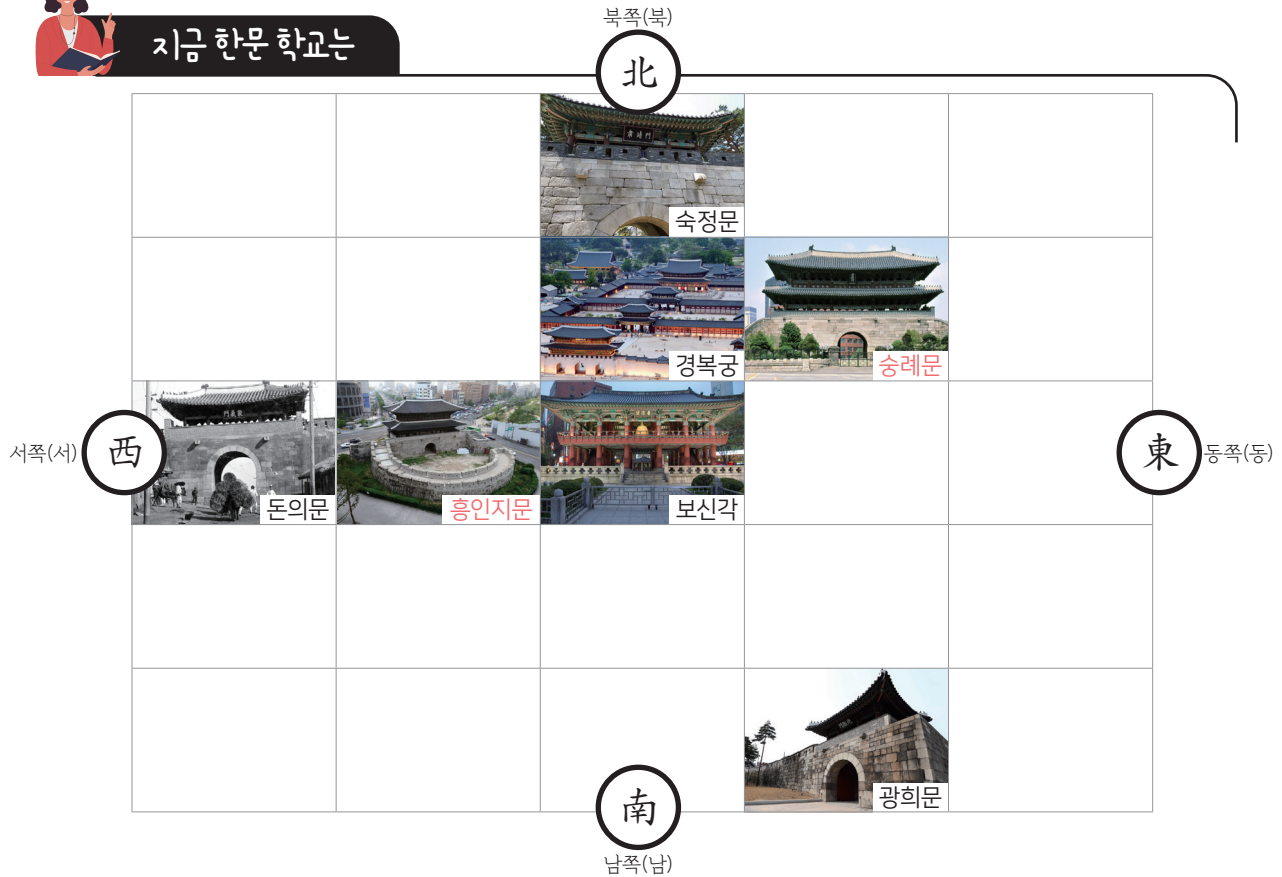 지금 한문 학교는
북쪽(북)
北
숙정문
경복궁
숭례문
서쪽(서)
西
돈의문
흥인지문
보신각
東
동쪽(동)
광희문
南
남쪽(남)